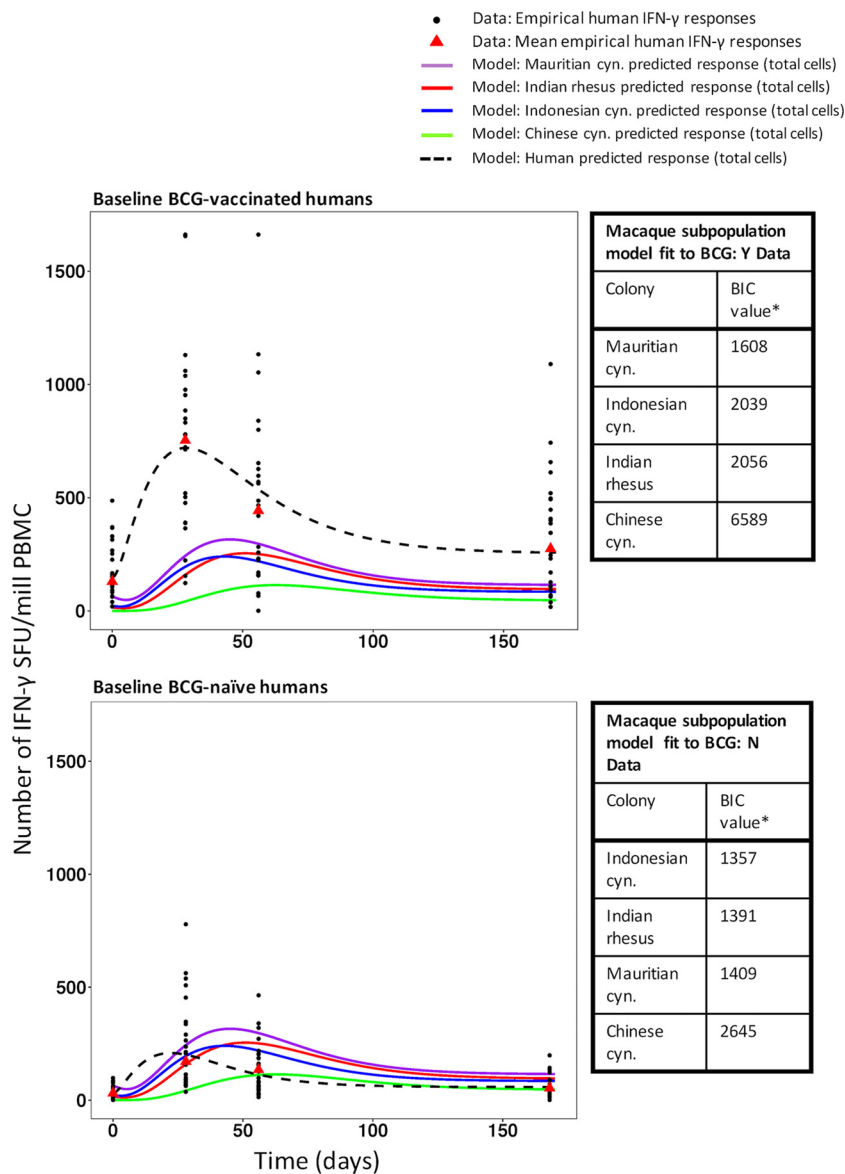 Data: Empirical human IFN-γ responses
Data: Mean empirical human IFN-γ responses
Model: Mauritian cyn. predicted response (total cells)
Model: Indian rhesus predicted response (total cells)
Model: Indonesian cyn. predicted response (total cells)
Model: Chinese cyn. predicted response (total cells)
Model: Human predicted response (total cells)
Number of IFN-γ SFU/mill PBMC
Baseline BCG-vaccinated humans
1500
1000
500
0
0 50 100 150
Macaque subpopulation
model fit to BCG: Y Data
Colony BIC
value*
Mauritian 1608
cyn.
Indonesian 2039
cyn.
Indian 2056
rhesus
Chinese 6589
cyn.
Baseline BCG-naïve humans
1500
1000
500
0
0 50 100 150
Time (days)
Macaque subpopulation
model fit to BCG: N
Data
Colony BIC
value*
Indonesian 1357
cyn.
Indian 1391
rhesus
Mauritian 1409
cyn.
Chinese 2645
cyn.